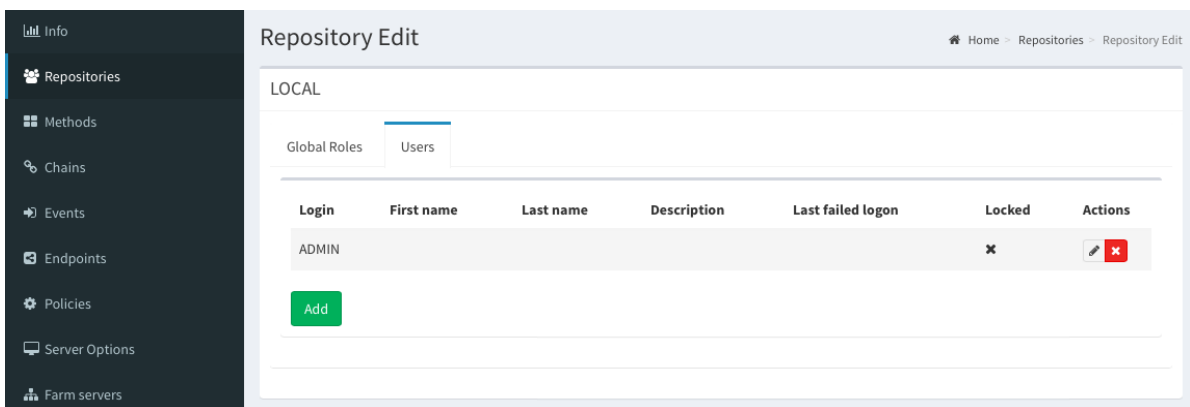 Info
Repositories
Methods
Chains
Events
Endpoints
Policies
Server Options
Farm servers
Repository Edit
Home > Repositories > Repository Edit
LOCAL
Global Roles Users
Login First name Last name Description Last failed logon Locked Actions
ADMIN
Add